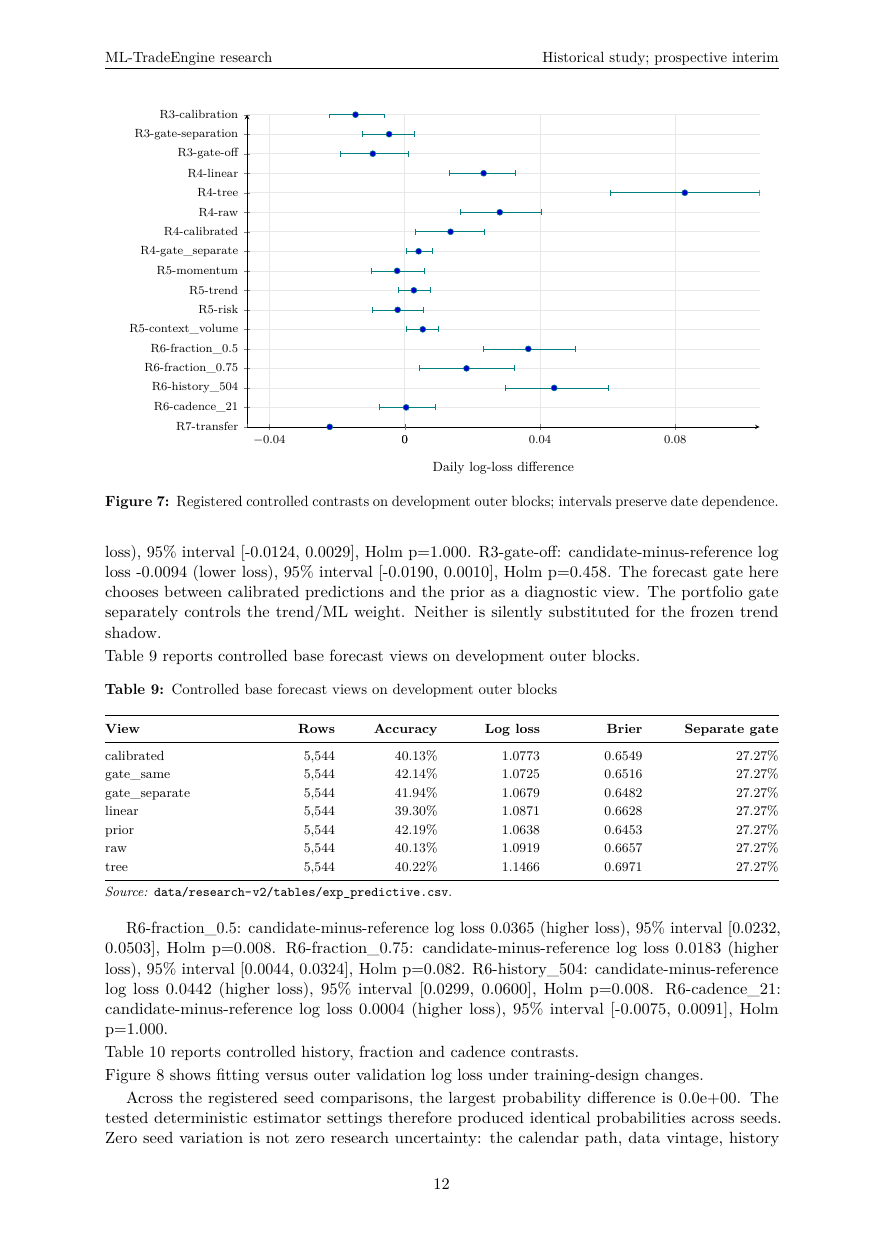 ML-TradeEngine research Historical study; prospective interim
R3-calibration
R3-gate-separation
R3-gate-off
R4-linear
R4-tree
R4-raw
R4-calibrated
R4-gate_separate
R5-momentum
R5-trend
R5-risk
R5-context_volume
R6-fraction_0.5
R6-fraction_0.75
R6-history_504
R6-cadence_21
R7-transfer
−0.04 0 0.04 0.08
Daily log-loss difference
Figure 7: Registered controlled contrasts on development outer blocks; intervals preserve date dependence.
loss), 95% interval [-0.0124, 0.0029], Holm p=1.000. R3-gate-off: candidate-minus-reference log
loss -0.0094 (lower loss), 95% interval [-0.0190, 0.0010], Holm p=0.458. The forecast gate here
chooses between calibrated predictions and the prior as a diagnostic view. The portfolio gate
separately controls the trend/ML weight. Neither is silently substituted for the frozen trend
shadow.
Table 9 reports controlled base forecast views on development outer blocks.
Table 9: Controlled base forecast views on development outer blocks
View Rows Accuracy Log loss Brier Separate gate
calibrated 5,544 40.13% 1.0773 0.6549 27.27%
gate_same 5,544 42.14% 1.0725 0.6516 27.27%
gate_separate 5,544 41.94% 1.0679 0.6482 27.27%
linear 5,544 39.30% 1.0871 0.6628 27.27%
prior 5,544 42.19% 1.0638 0.6453 27.27%
raw 5,544 40.13% 1.0919 0.6657 27.27%
tree 5,544 40.22% 1.1466 0.6971 27.27%
Source: data/research-v2/tables/exp_predictive.csv.
R6-fraction_0.5: candidate-minus-reference log loss 0.0365 (higher loss), 95% interval [0.0232,
0.0503], Holm p=0.008. R6-fraction_0.75: candidate-minus-reference log loss 0.0183 (higher
loss), 95% interval [0.0044, 0.0324], Holm p=0.082. R6-history_504: candidate-minus-reference
log loss 0.0442 (higher loss), 95% interval [0.0299, 0.0600], Holm p=0.008. R6-cadence_21:
candidate-minus-reference log loss 0.0004 (higher loss), 95% interval [-0.0075, 0.0091], Holm
p=1.000.
Table 10 reports controlled history, fraction and cadence contrasts.
Figure 8 shows fitting versus outer validation log loss under training-design changes.
Across the registered seed comparisons, the largest probability difference is 0.0e+00. The
tested deterministic estimator settings therefore produced identical probabilities across seeds.
Zero seed variation is not zero research uncertainty: the calendar path, data vintage, history
12